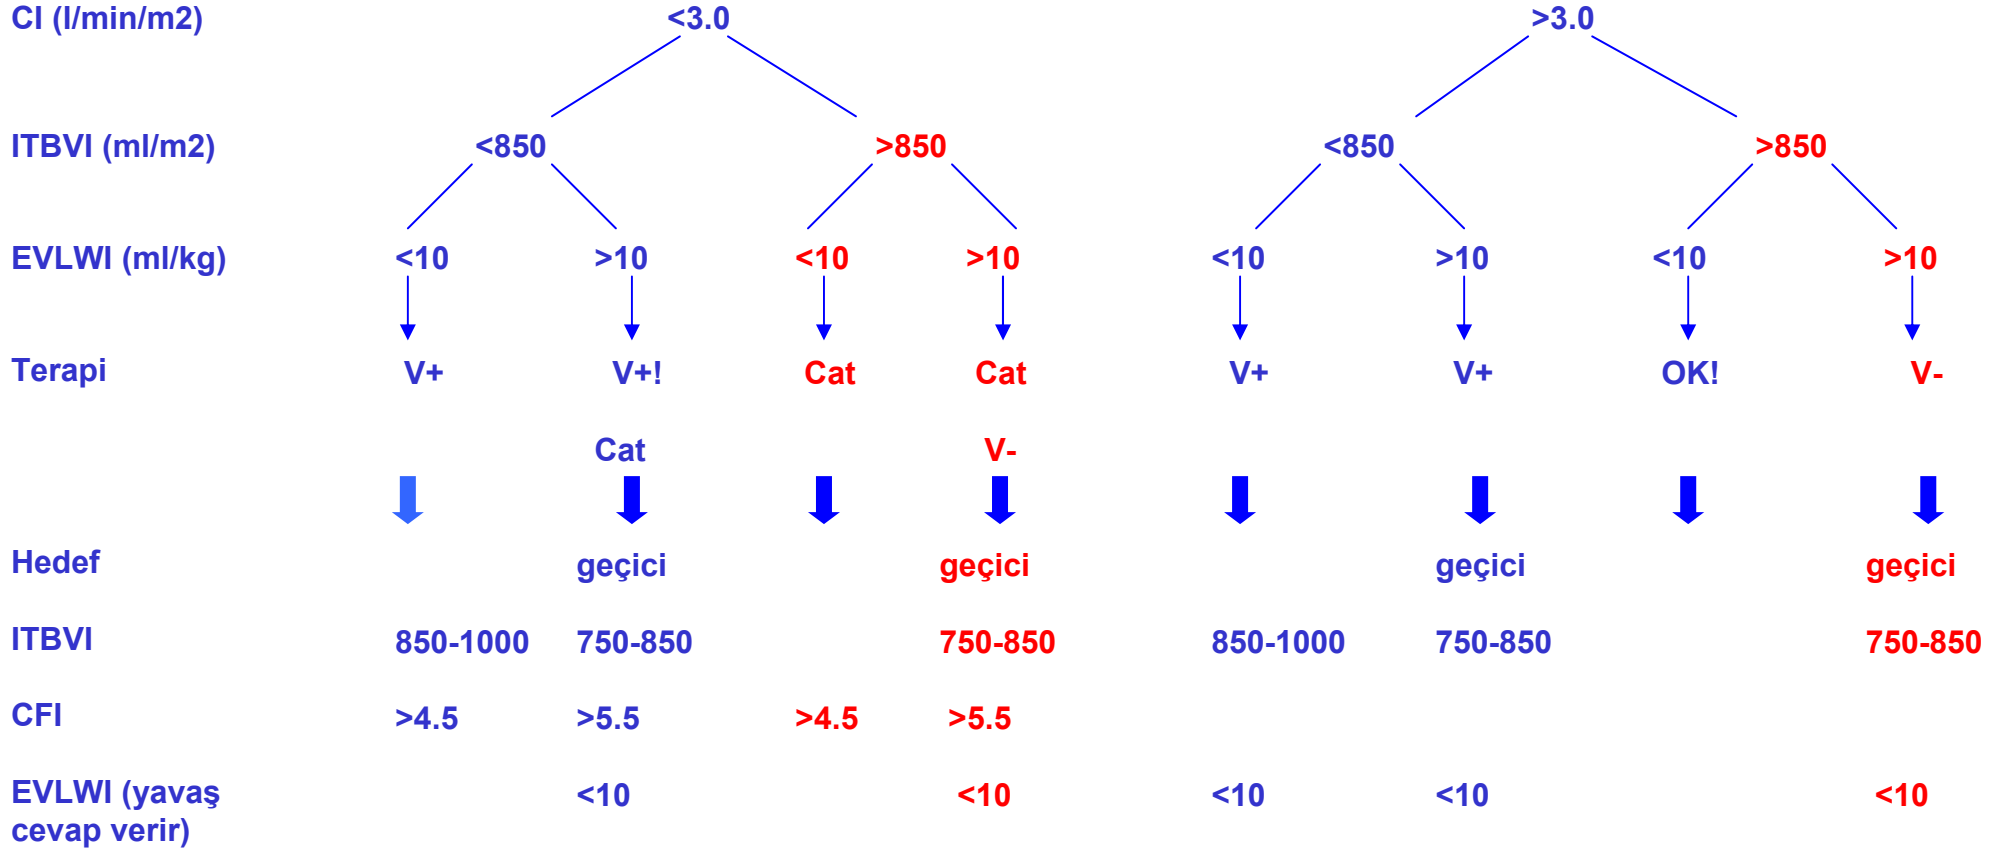 CI (l/min/m2) <3.0 >3.0
ITBVI (ml/m2) <850 >850 <850 >850
EVLWI (ml/kg) <10 >10 <10 >10 <10 >10 <10 >10
Terapi V+ V+! Cat Cat V+ V+ OK! V-
Cat V-
Hedef geçici geçici geçici geçici
ITBVI 850-1000 750-850 750-850 850-1000 750-850 750-850
CFI >4.5 >5.5 >4.5 >5.5
EVLWI (yavaş <10 <10 <10 <10 <10
cevap verir)